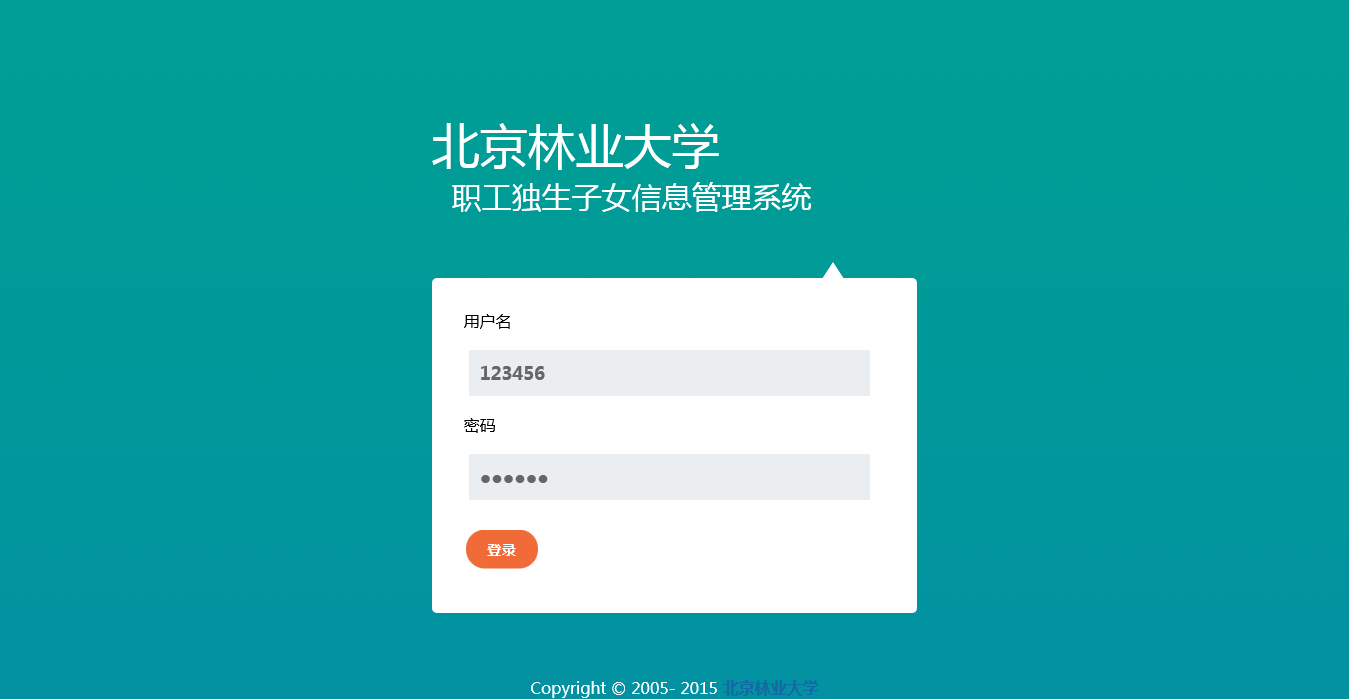 北京林业大学
职工独生子女信息管理系统
用户名
123456
密码
●●●●●●
登录
Copyright © 2005- 2015 北京林业大学